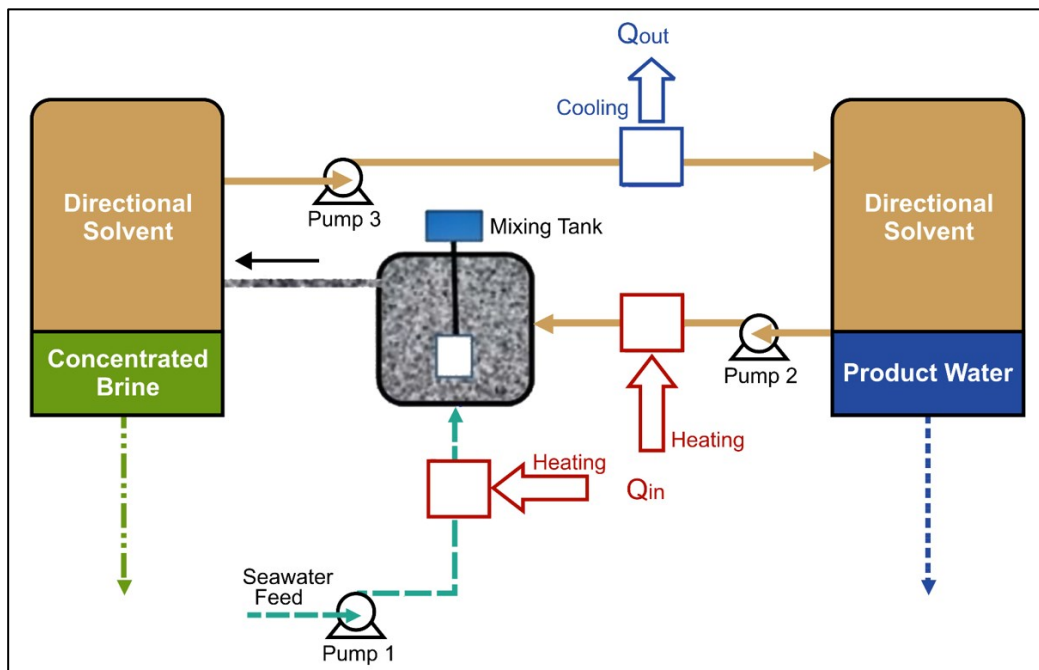 Qout
Cooling
Directional
Solvent
Pump 3
Mixing Tank
Directional
Solvent
Concentrated
Brine
Pump 2
Product Water
Heating
Heating
Qin
Seawater
Feed
Pump 1